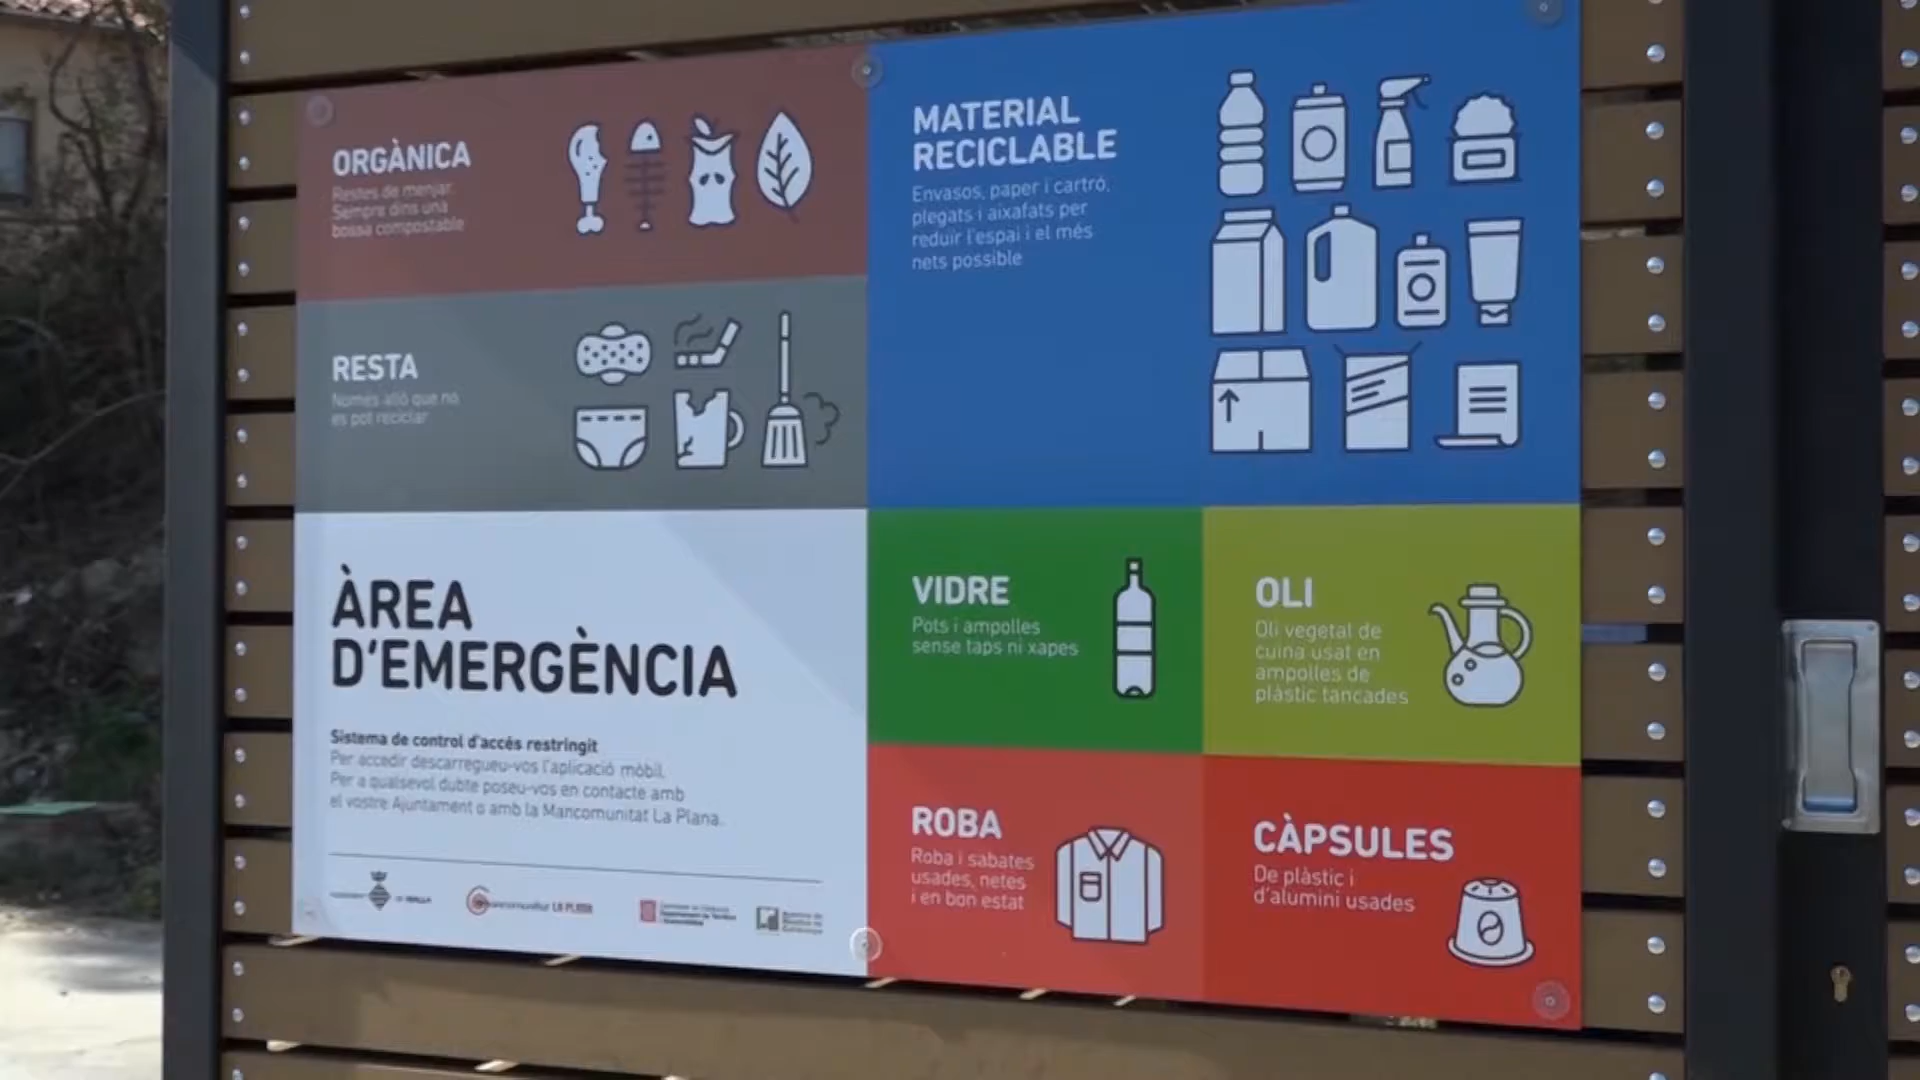 ORGÀNICA
Restes de menjar.
Sempre dins una
bossa compostable
RESTA
Només allò que no
es pot reciclar
ÀREA
D'EMERGÈNCIA
Sistema de control d'accés restringit
Per accedir descarregueu-vos l'aplicació mòbil.
Per a qualsevol dubte poseu-vos en contacte amb
el vostre Ajuntament o amb la Mancomunitat La Plana.
mancomunitat LA PLANA
MATERIAL
RECICLABLE
Envasos, paper i cartró,
plegats i aixafats per
reduir l'espai i el més
nets possible
VIDRE
Pots i ampolles
sense taps ni xapes
OLI
Oli vegetal de
cuina usat en
ampolles de
plàstic tancades
ROBA
Roba i sabates
usades, netes
i en bon estat
CÀPSULES
De plàstic i
d'alumini usades